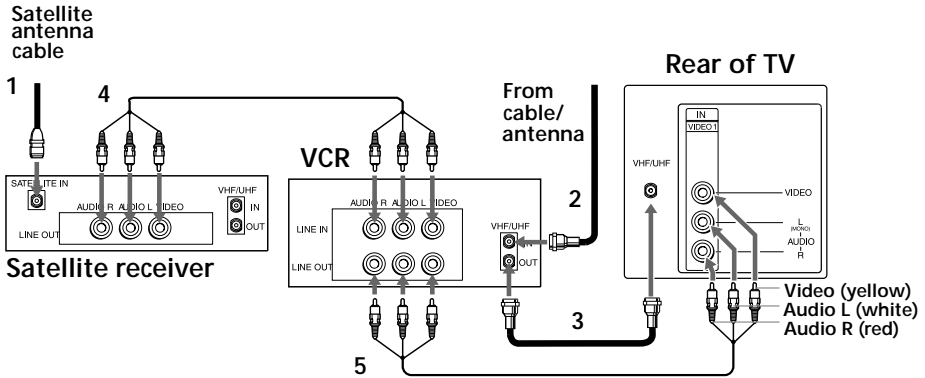 Satellite
antenna
cable
1
4
From
cable/
antenna
Rear of TV
IN
VIDEO 1
VHF/UHF
VIDEO
L
(MONO)
AUDIO
R
VCR
2
SATELLITE IN
AUDIO R AUDIO L VIDEO
VHF/UHF
IN
OUT
LINE OUT
Satellite receiver
AUDIO R AUDIO L VIDEO
LINE IN
VHF/UHF
IN
OUT
LINE OUT
3
5
Video (yellow)
Audio L (white)
Audio R (red)